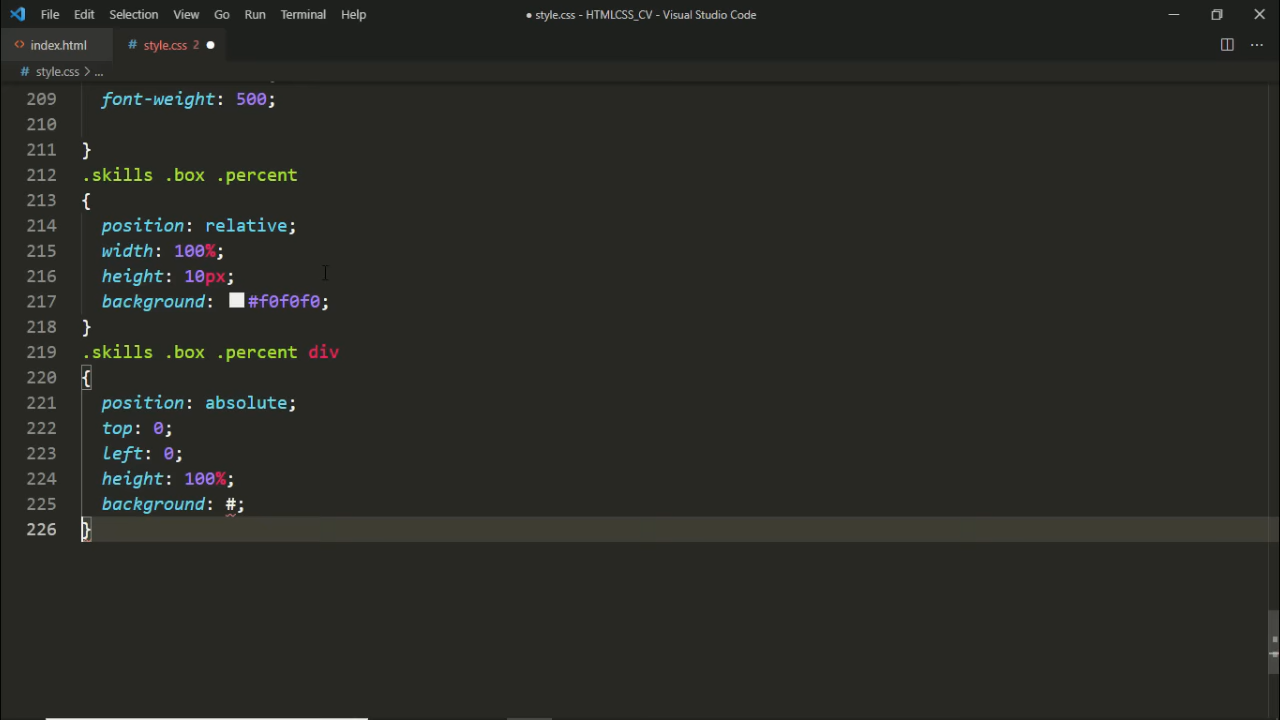 File Edit Selection View Go Run Terminal Help ● style.css - HTMLCSS_CV - Visual Studio Code
<> index.html # style.css 2 ●
# style.css > ...
209 font-weight: 500;
210
211 }
212 .skills .box .percent
213 {
214 position: relative;
215 width: 100%;
216 height: 10px;
217 background: #f0f0f0;
218 }
219 .skills .box .percent div
220 {
221 position: absolute;
222 top: 0;
223 left: 0;
224 height: 100%;
225 background: #;
226 }